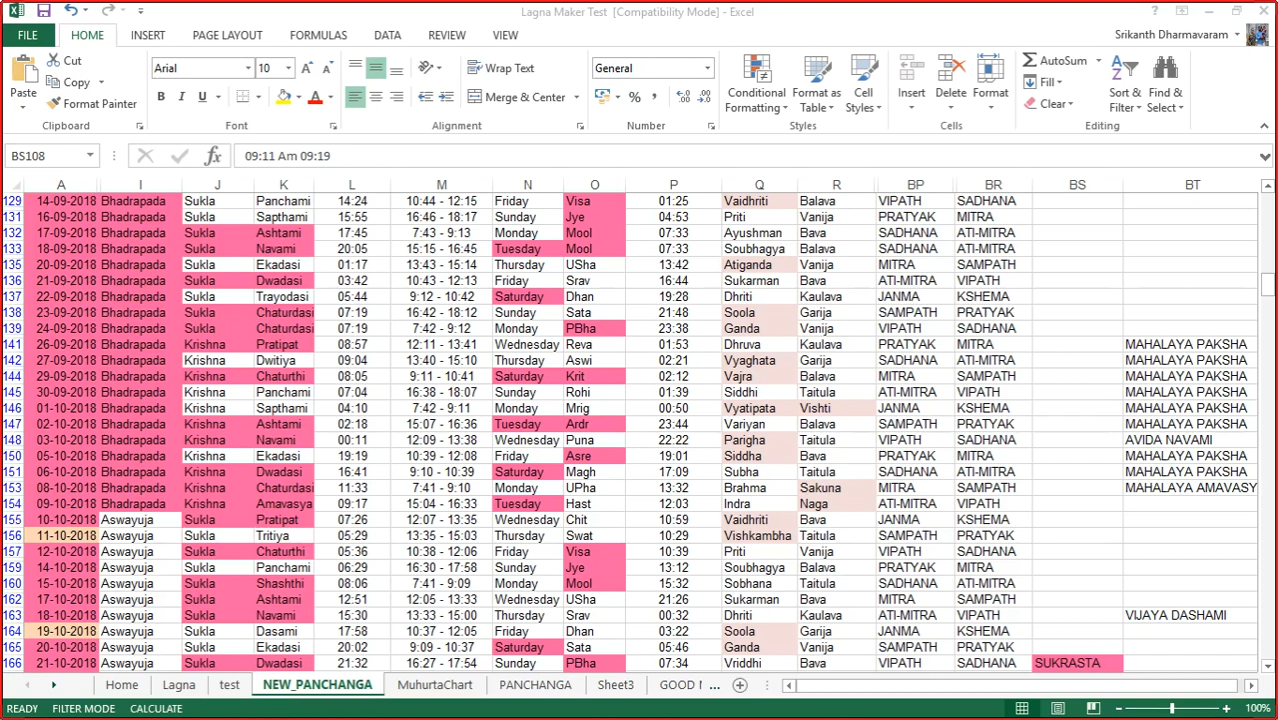 Lagna Maker Test [Compatibility Mode] - Excel
FILE HOME INSERT PAGE LAYOUT FORMULAS DATA REVIEW VIEW Srikanth Dharmavaram
Paste Cut Copy Format Painter Clipboard
Arial 10 B I U A Font
Wrap Text Merge & Center Alignment
General % , Number
Conditional Formatting Format as Table Cell Styles Styles
Insert Delete Format Cells
AutoSum Fill Clear Sort & Filter Find & Select Editing
BS108 fx 09:11 Am 09:19
A I J K L M N O P Q R BP BR BS BT
129 14-09-2018 Bhadrapada Sukla Panchami 14:24 10:44 - 12:15 Friday Visa 01:25 Vaidhriti Balava VIPATH SADHANA
131 16-09-2018 Bhadrapada Sukla Sapthami 15:55 16:46 - 18:17 Sunday Jye 04:53 Priti Vanija PRATYAK MITRA
132 17-09-2018 Bhadrapada Sukla Ashtami 17:45 7:43 - 9:13 Monday Mool 07:33 Ayushman Bava SADHANA ATI-MITRA
133 18-09-2018 Bhadrapada Sukla Navami 20:05 15:15 - 16:45 Tuesday Mool 07:33 Soubhagya Balava SADHANA ATI-MITRA
135 20-09-2018 Bhadrapada Sukla Ekadasi 01:17 13:43 - 15:14 Thursday USha 13:42 Atiganda Vanija MITRA SAMPATH
136 21-09-2018 Bhadrapada Sukla Dwadasi 03:36 10:43 - 12:13 Friday Srav 16:44 Sukarman Bava ATI-MITRA VIPATH
137 22-09-2018 Bhadrapada Sukla Trayodasi 05:44 9:12 - 10:42 Saturday Dhan 19:28 Dhriti Kaulava JANMA KSHEMA
138 23-09-2018 Bhadrapada Sukla Chaturdasi 07:19 16:42 - 18:12 Sunday Sata 21:48 Soola Garija SAMPATH PRATYAK
139 24-09-2018 Bhadrapada Sukla Chaturdasi 07:19 7:42 - 9:12 Monday PBha 23:38 Ganda Vanija VIPATH SADHANA
141 26-09-2018 Bhadrapada Krishna Pratipat 08:57 12:11 - 13:41 Wednesday Reva 01:53 Dhruva Kaulava PRATYAK MITRA MAHALAYA PAKSHA
142 27-09-2018 Bhadrapada Krishna Dwitiya 09:04 13:40 - 15:10 Thursday Aswi 02:21 Vyaghata Garija SADHANA ATI-MITRA MAHALAYA PAKSHA
144 29-09-2018 Bhadrapada Krishna Chaturthi 08:05 9:11 - 10:41 Saturday Krit 02:12 Vajra Balava MITRA SAMPATH MAHALAYA PAKSHA
145 30-09-2018 Bhadrapada Krishna Panchami 07:04 16:38 - 18:07 Sunday Rohi 01:39 Siddhi Taitula ATI-MITRA VIPATH MAHALAYA PAKSHA
146 01-10-2018 Bhadrapada Krishna Sapthami 04:10 7:42 - 9:11 Monday Mrig 00:50 Vyatipata Vishti JANMA KSHEMA MAHALAYA PAKSHA
147 02-10-2018 Bhadrapada Krishna Ashtami 02:18 15:07 - 16:36 Tuesday Ardr 23:44 Variyan Balava SAMPATH PRATYAK MAHALAYA PAKSHA
148 03-10-2018 Bhadrapada Krishna Navami 00:11 12:09 - 13:38 Wednesday Puna 22:22 Parigha Taitula VIPATH SADHANA AVIDA NAVAMI
150 05-10-2018 Bhadrapada Krishna Ekadasi 19:19 10:39 - 12:08 Friday Asre 19:01 Siddha Bava PRATYAK MITRA MAHALAYA PAKSHA
151 06-10-2018 Bhadrapada Krishna Dwadasi 16:41 9:10 - 10:39 Saturday Magh 17:09 Subha Taitula SADHANA ATI-MITRA MAHALAYA PAKSHA
153 08-10-2018 Bhadrapada Krishna Chaturdasi 11:33 7:41 - 9:10 Monday UPha 13:32 Brahma Sakuna MITRA SAMPATH MAHALAYA AMAVASY
154 09-10-2018 Bhadrapada Krishna Amavasya 09:17 15:04 - 16:33 Tuesday Hast 12:03 Indra Naga ATI-MITRA VIPATH
155 10-10-2018 Aswayuja Sukla Pratipat 07:26 12:07 - 13:35 Wednesday Chit 10:59 Vaidhriti Bava JANMA KSHEMA
156 11-10-2018 Aswayuja Sukla Tritiya 05:29 13:35 - 15:03 Thursday Swat 10:29 Vishkambha Taitula SAMPATH PRATYAK
157 12-10-2018 Aswayuja Sukla Chaturthi 05:36 10:38 - 12:06 Friday Visa 10:39 Priti Vanija VIPATH SADHANA
159 14-10-2018 Aswayuja Sukla Panchami 06:29 16:30 - 17:58 Sunday Jye 13:12 Soubhagya Balava PRATYAK MITRA
160 15-10-2018 Aswayuja Sukla Shashthi 08:06 7:41 - 9:09 Monday Mool 15:32 Sobhana Taitula SADHANA ATI-MITRA
162 17-10-2018 Aswayuja Sukla Ashtami 12:51 12:05 - 13:33 Wednesday USha 21:26 Sukarman Bava MITRA SAMPATH
163 18-10-2018 Aswayuja Sukla Navami 15:30 13:33 - 15:00 Thursday Srav 00:32 Dhriti Kaulava ATI-MITRA VIPATH VIJAYA DASHAMI
164 19-10-2018 Aswayuja Sukla Dasami 17:58 10:37 - 12:05 Friday Dhan 03:22 Soola Garija JANMA KSHEMA
165 20-10-2018 Aswayuja Sukla Ekadasi 20:02 9:09 - 10:37 Saturday Sata 05:46 Ganda Vanija SAMPATH PRATYAK
166 21-10-2018 Aswayuja Sukla Dwadasi 21:32 16:27 - 17:54 Sunday PBha 07:34 Vriddhi Bava VIPATH SADHANA SUKRASTA
Home Lagna test NEW_PANCHANGA MuhurtaChart PANCHANGA Sheet3 GOOD ...
READY FILTER MODE CALCULATE 100%